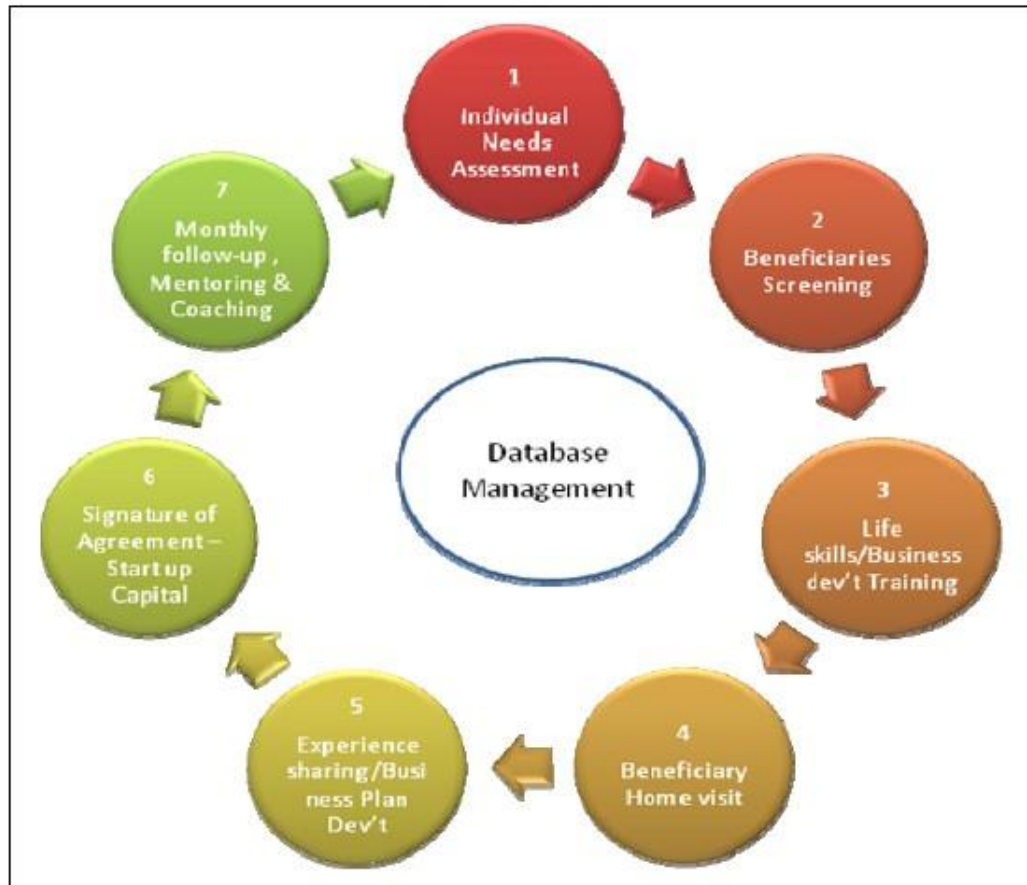 1
Individual
Needs
Assessment
2
Beneficiaries
Screening
3
Life
skills/Business
dev't Training
4
Beneficiary
Home visit
5
Experience
sharing/Busi
ness Plan
Dev't
6
Signature of
Agreement –
Start up
Capital
7
Monthly
follow-up ,
Mentoring &
Coaching
Database
Management